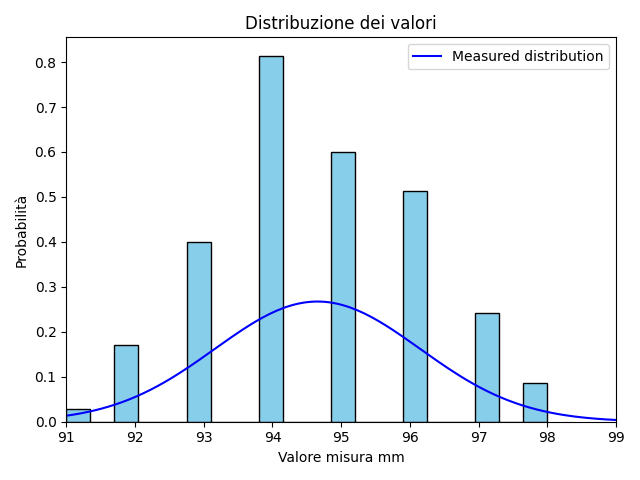 Distribuzione dei valori
Measured distribution
0.8
0.7
0.6
0.5
0.4
0.3
0.2
0.1
0.0
Probabilità
91 92 93 94 95 96 97 98 99
Valore misura mm